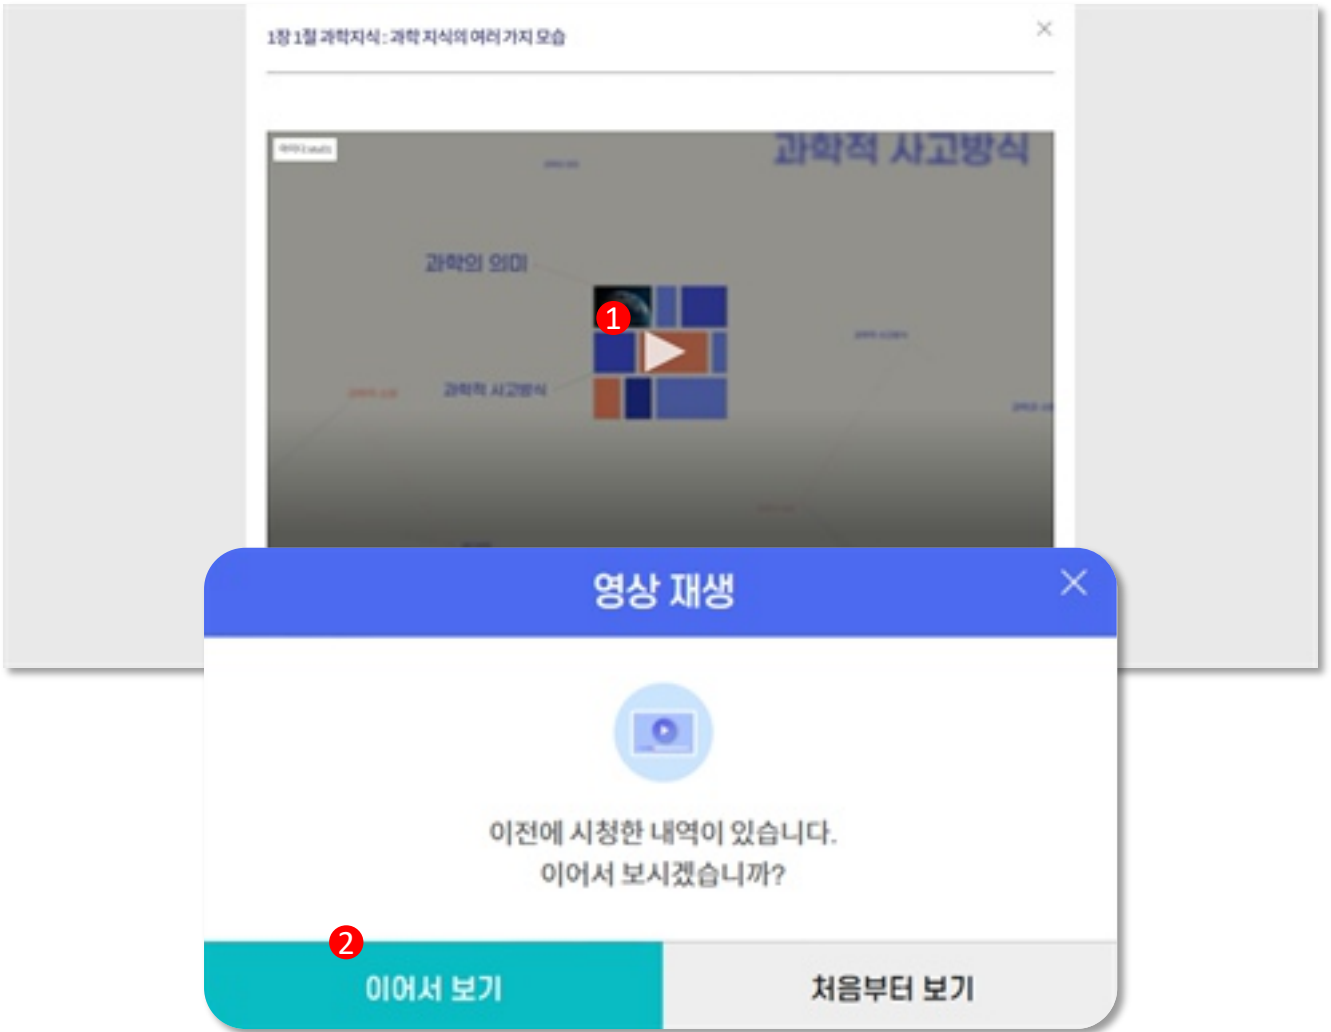 1장 1절 과학지식 : 과학 지식의 여러 가지 모습
과학적 사고방식
과학의 의미
1
과학적 사고방식
영상 재생
이전에 시청한 내역이 있습니다.
이어서 보시겠습니까?
2
이어서 보기
처음부터 보기